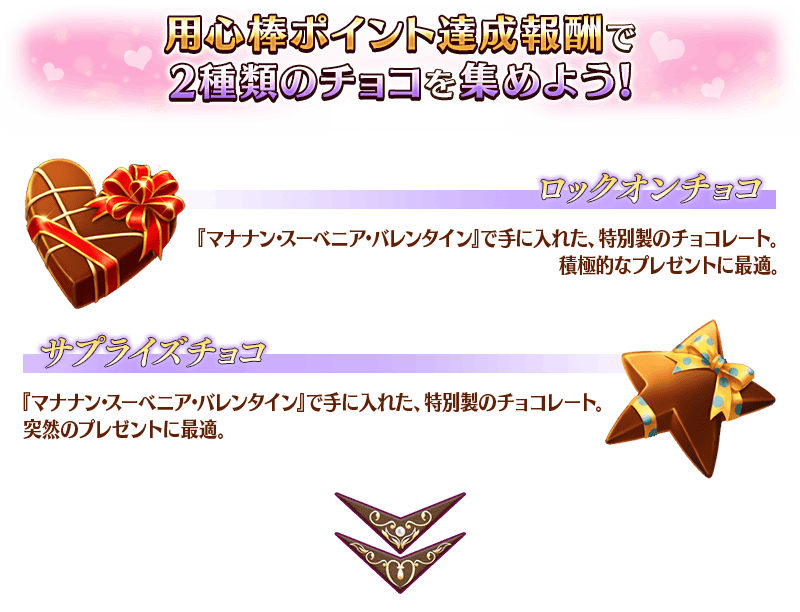 用心棒ポイント達成報酬で
2種類のチョコを集めよう!
ロックオンチョコ
『マナナン・スーベニア・バレンタイン』で手に入れた、特別製のチョコレート。
積極的なプレゼントに最適。
サプライズチョコ
『マナナン・スーベニア・バレンタイン』で手に入れた、特別製のチョコレート。
突然のプレゼントに最適。